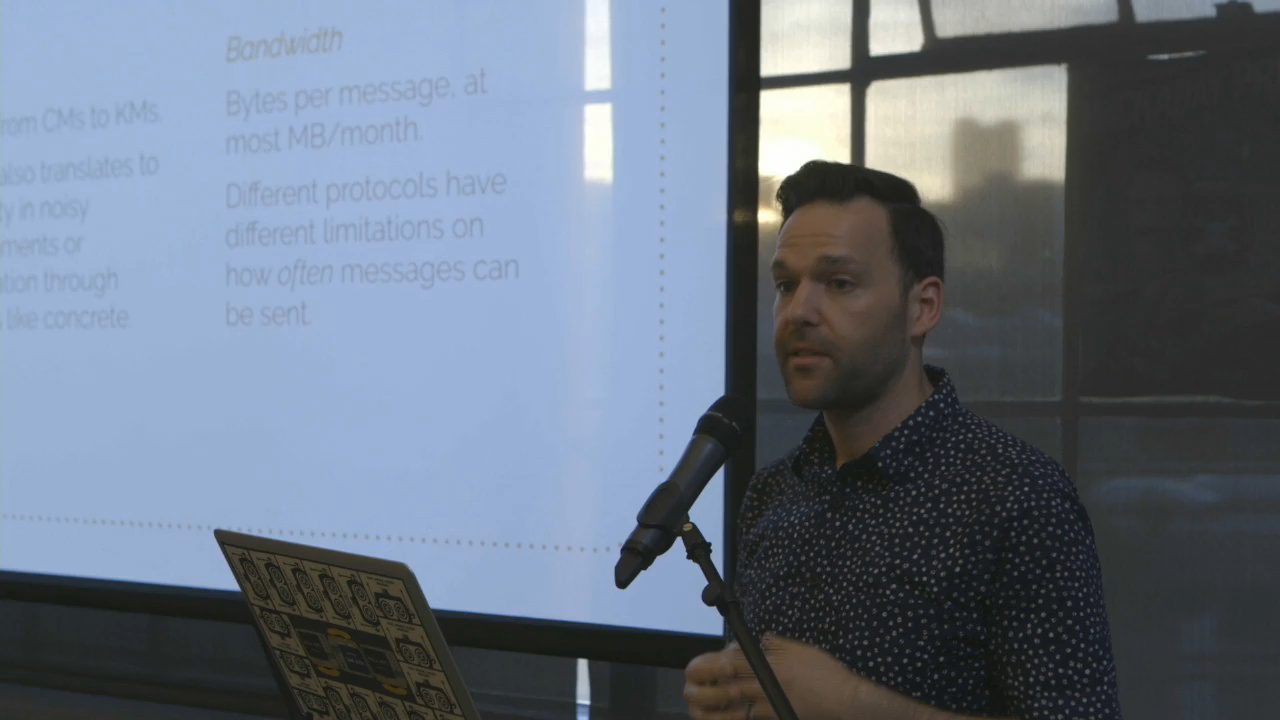 rom CMs to KMs.
also translates to
ty in noisy
ments or
tion through
like concrete.
Bandwidth
Bytes per message, at
most MB/month.
Different protocols have
different limitations on
how often messages can
be sent.